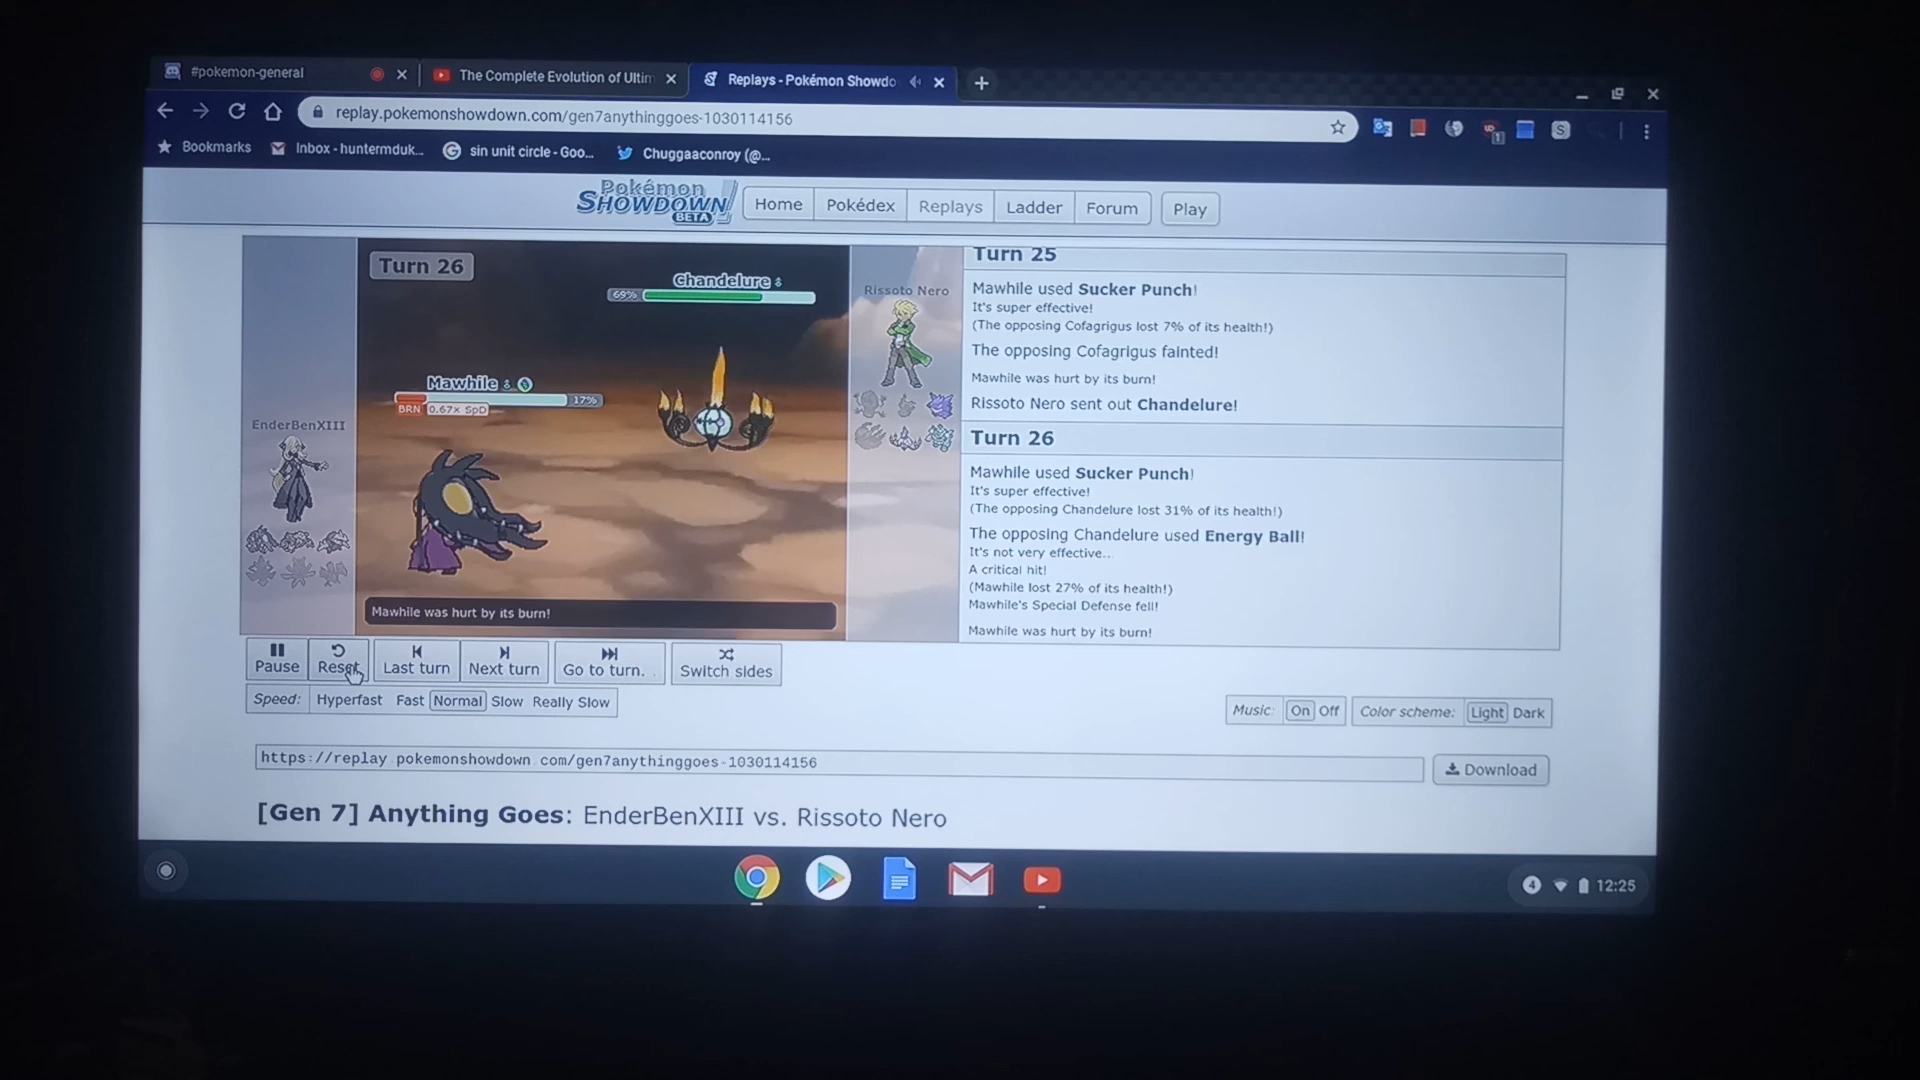 #pokemon-general
The Complete Evolution of Ultim
Replays - Pokémon Showdo
replay.pokemonshowdown.com/gen7anythinggoes-1030114156
Bookmarks
Inbox - huntermduk...
sin unit circle - Goo...
Chuggaaconroy (@...
Pokémon
SHOWDOWN
BETA
Home
Pokédex
Replays
Ladder
Forum
Play
Turn 26
Chandelure
69%
Mawhile
17%
BRN 0.67× SpD
EnderBenXIII
Rissoto Nero
Mawhile was hurt by its burn!
Turn 25
Mawhile used Sucker Punch!
It's super effective!
(The opposing Cofagrigus lost 7% of its health!)
The opposing Cofagrigus fainted!
Mawhile was hurt by its burn!
Rissoto Nero sent out Chandelure!
Turn 26
Mawhile used Sucker Punch!
It's super effective!
(The opposing Chandelure lost 31% of its health!)
The opposing Chandelure used Energy Ball!
It's not very effective...
A critical hit!
(Mawhile lost 27% of its health!)
Mawhile's Special Defense fell!
Mawhile was hurt by its burn!
Pause
Reset
Last turn
Next turn
Go to turn...
Switch sides
Speed: Hyperfast Fast Normal Slow Really Slow
Music: On Off
Color scheme: Light Dark
https://replay.pokemonshowdown.com/gen7anythinggoes-1030114156
Download
[Gen 7] Anything Goes: EnderBenXIII vs. Rissoto Nero
4
12:25